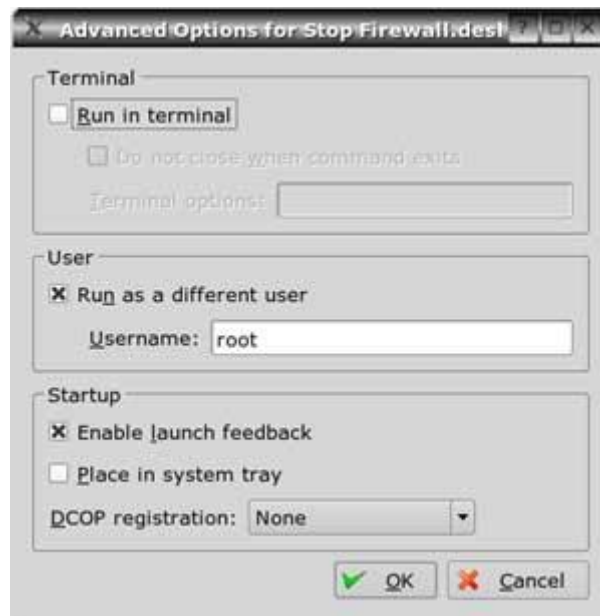 Advanced Options for Stop Firewall.desl
Terminal
Run in terminal
Do not close when command exits
Terminal options:
User
Run as a different user
Username: root
Startup
Enable launch feedback
Place in system tray
DCOP registration: None
OK Cancel